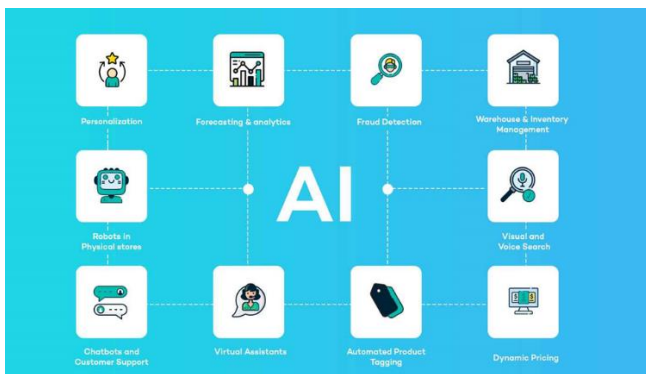 Personalization
Forecasting & analytics
Fraud Detection
Warehouse & Inventory
Management
AI
Robots in
Physical stores
Visual and
Voice Search
Chatbots and
Customer Support
Virtual Assistants
Automated Product
Tagging
Dynamic Pricing